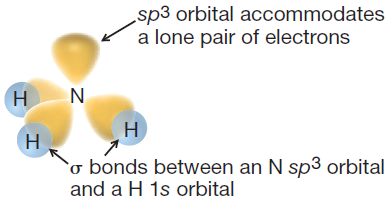 sp3 orbital accommodates
a lone pair of electrons
N
H
H
H
σ bonds between an N sp3 orbital
and a H 1s orbital